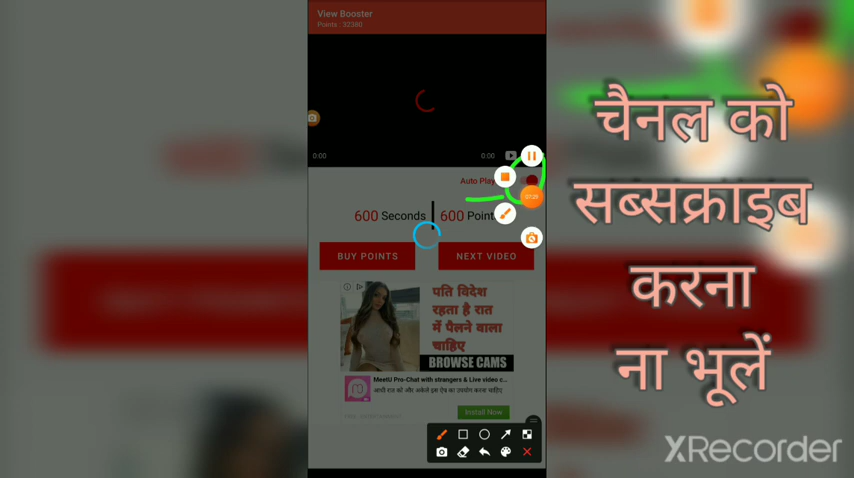 View Booster
Points : 32380
0:00
0:00
Auto Play
600 Seconds
600 Points
BUY POINTS
NEXT VIDEO
पति विदेश
रहता है रात
में पैलने वाला
चाहिए
BROWSE CAMS
MeetU Pro-Chat with strangers & Live video c...
Install Now
चैनल को
सब्सक्राइब
करना
ना भूलें
XRecorder